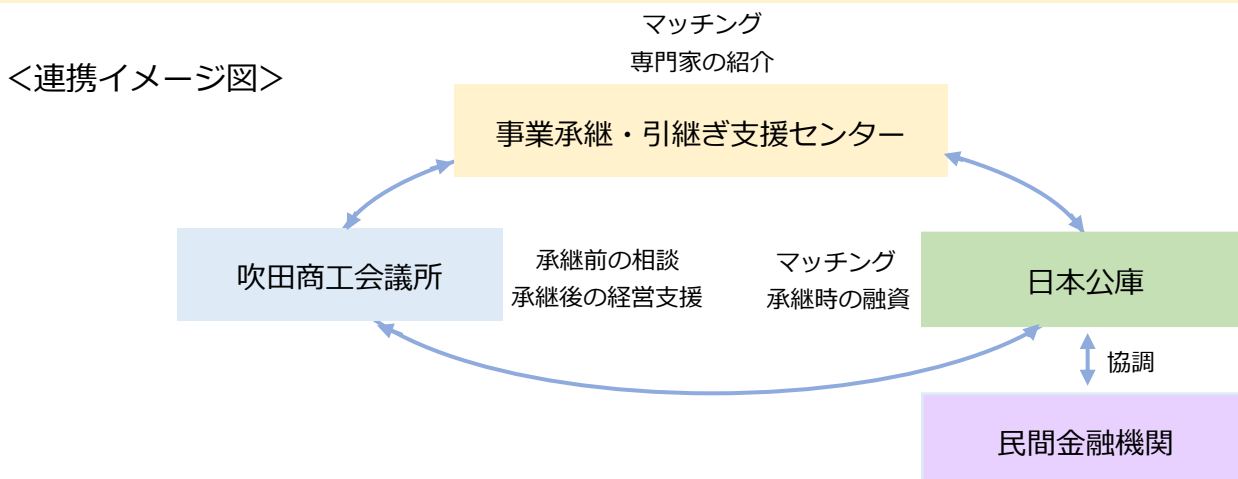 マッチング
専門家の紹介
＜連携イメージ図＞
事業承継・引継ぎ支援センター
吹田商工会議所
承継前の相談
承継後の経営支援
マッチング
承継時の融資
日本公庫
協調
民間金融機関